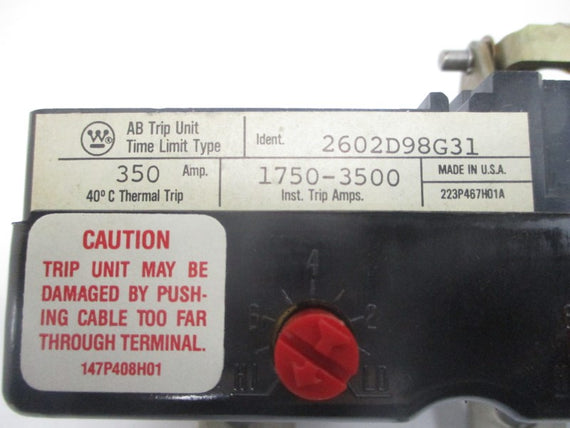 W
AB Trip Unit
Time Limit Type
Ident. 2602D98G31
350 Amp.
40° C Thermal Trip
1750-3500
Inst. Trip Amps.
MADE IN U.S.A.
223P467H01A
CAUTION
TRIP UNIT MAY BE
DAMAGED BY PUSH-
ING CABLE TOO FAR
THROUGH TERMINAL.
147P408H01
4
2
HI
LO